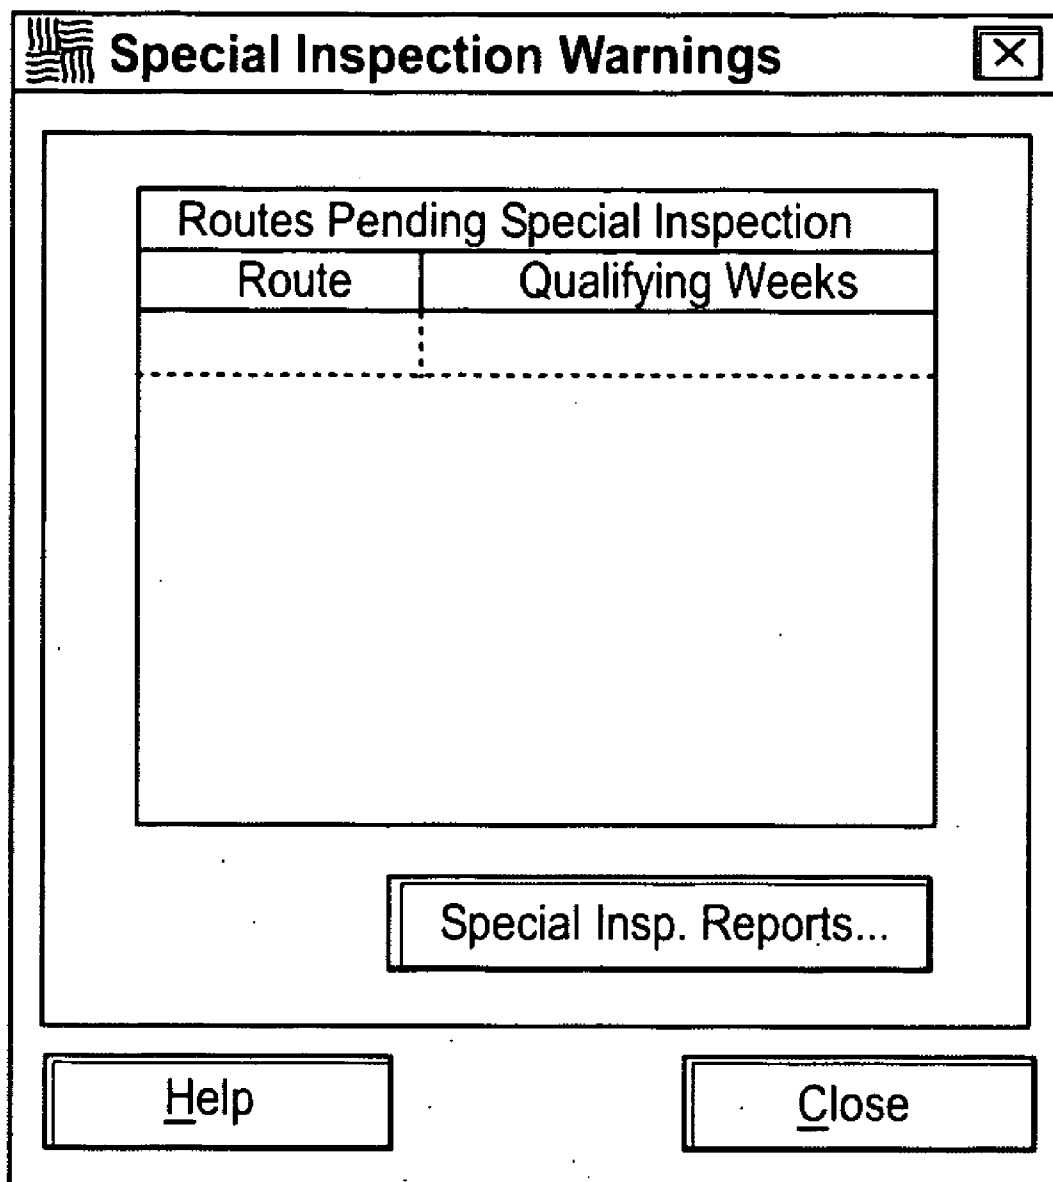 Special Inspection Warnings
Routes Pending Special Inspection
Route Qualifying Weeks
Special Insp. Reports...
Help Close